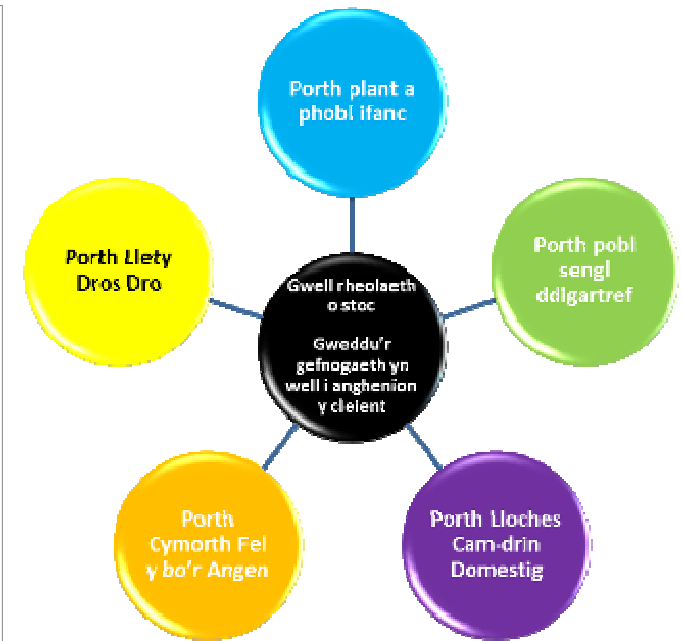 Porth plant a
phobl ifanc
Porth pobl
sengl
ddigartref
Porth Lloches
Cam-drin
Domestig
Porth
Cymorth Fel
y bo'r Angen
Porth Llety
Dros Dro
Gwell rheolaeth
o stoc
Gweddu'r
gefnogaeth yn
well i anghenion
y cleient